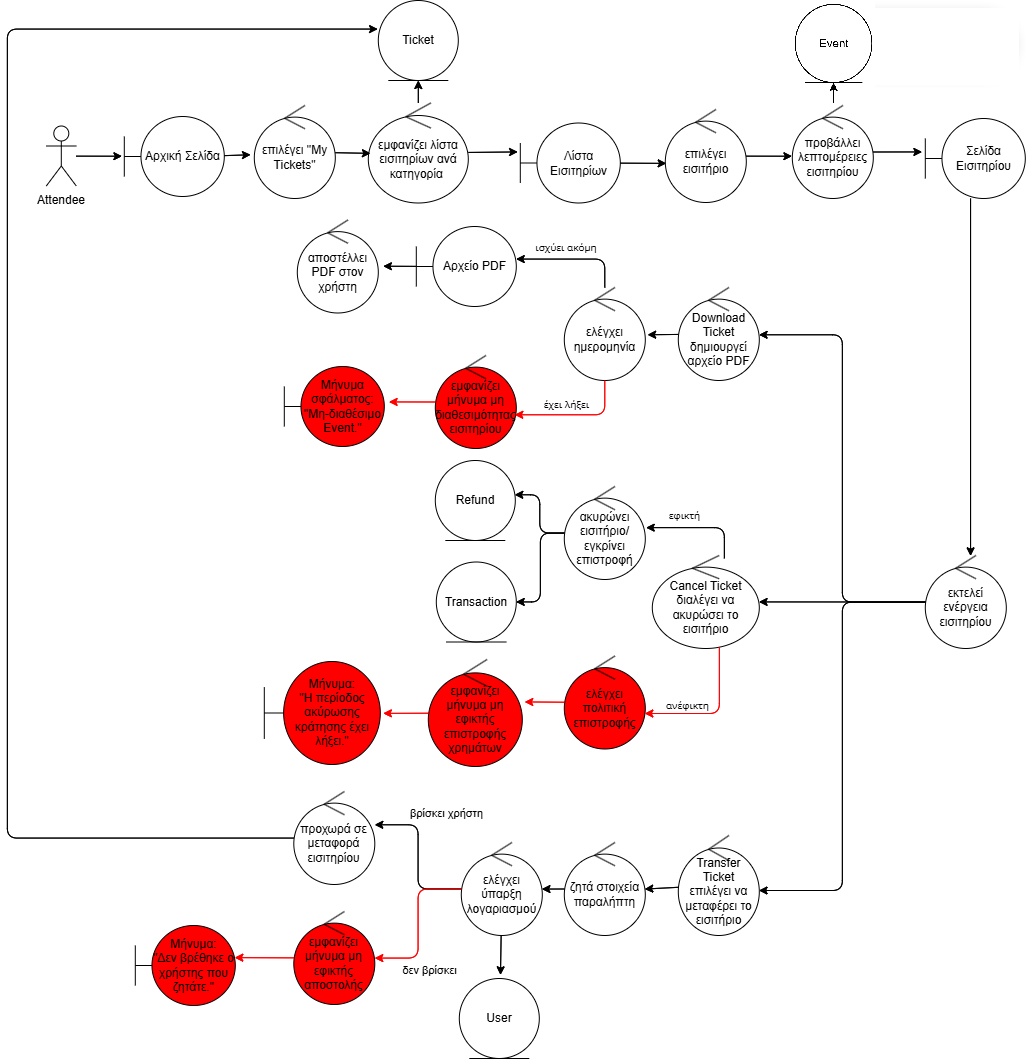 Ticket
Event
Attendee
Αρχική Σελίδα
επιλέγει "My
Tickets"
εμφανίζει λίστα
εισιτηρίων ανά
κατηγορία
Λίστα
Εισιτηρίων
επιλέγει
εισιτήριο
προβάλλει
λεπτομέρειες
εισιτηρίου
Σελίδα
Εισιτηρίου
αποστέλλει
PDF στον
χρήστη
Αρχείο PDF
ισχύει ακόμη
ελέγχει
ημερομηνία
Download
Ticket
δημιουργεί
αρχείο PDF
Μήνυμα
σφάλματος:
"Μη-διαθέσιμο
Event."
εμφανίζει
μήνυμα μη
διαθεσιμότητας
εισιτηρίου
έχει λήξει
Refund
Transaction
ακυρώνει
εισιτήριο/
εγκρίνει
επιστροφή
εφικτή
Cancel Ticket
διαλέγει να
ακυρώσει το
εισιτήριο
εκτελεί
ενέργεια
εισιτηρίου
Μήνυμα:
"Η περίοδος
ακύρωσης
κράτησης έχει
λήξει."
εμφανίζει
μήνυμα μη
εφικτής
επιστροφής
χρημάτων
ελέγχει
πολιτική
επιστροφής
ανέφικτη
προχωρά σε
μεταφορά
εισιτηρίου
βρίσκει χρήστη
ελέγχει
ύπαρξη
λογαριασμού
ζητά στοιχεία
παραλήπτη
Transfer
Ticket
επιλέγει να
μεταφέρει το
εισιτήριο
Μήνυμα:
"Δεν βρέθηκε ο
χρήστης που
ζητάτε."
εμφανίζει
μήνυμα μη
εφικτής
αποστολής
δεν βρίσκει
User